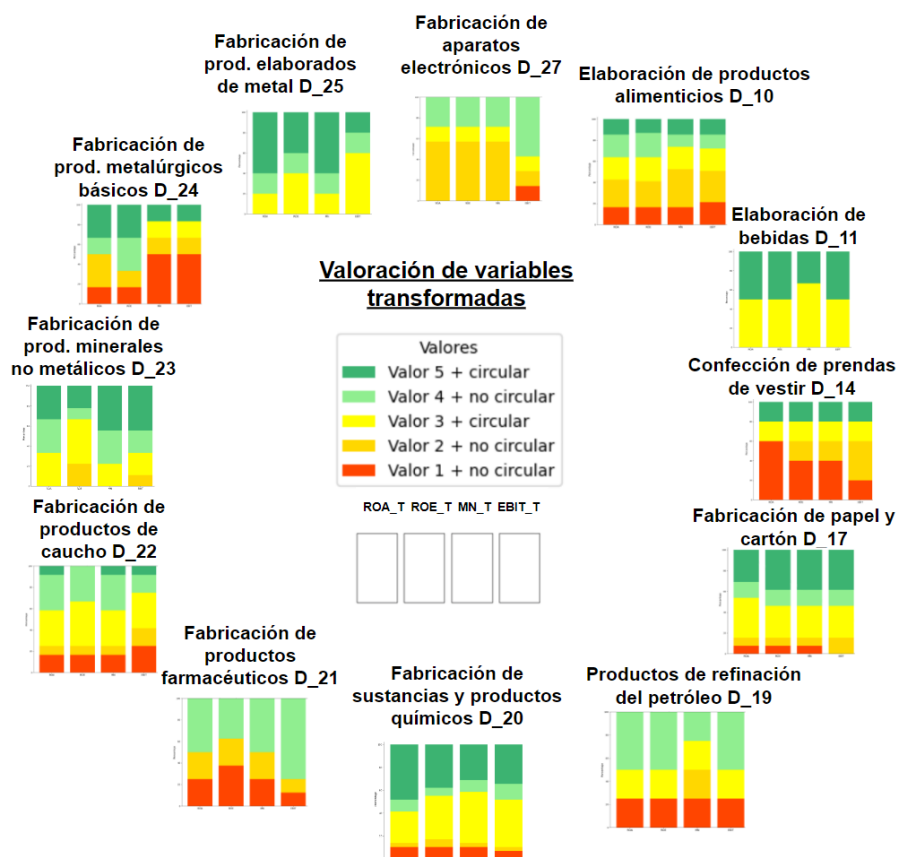 Fabricación de
prod. elaborados
de metal D_25
Fabricación de
aparatos
electrónicos D_27
Elaboración de productos
alimenticios D_10
Fabricación de
prod. metalúrgicos
básicos D_24
Elaboración de
bebidas D_11
Valoración de variables
transformadas
Fabricación de
prod. minerales
no metálicos D_23
Valores
Valor 5 + circular
Valor 4 + no circular
Valor 3 + circular
Valor 2 + no circular
Valor 1 + no circular
Confección de prendas
de vestir D_14
ROA_T ROE_T MN_T EBIT_T
Fabricación de
productos de
caucho D_22
Fabricación de papel y
cartón D_17
Fabricación de
productos
farmacéuticos D_21
Fabricación de
sustancias y productos
químicos D_20
Productos de refinación
del petróleo D_19